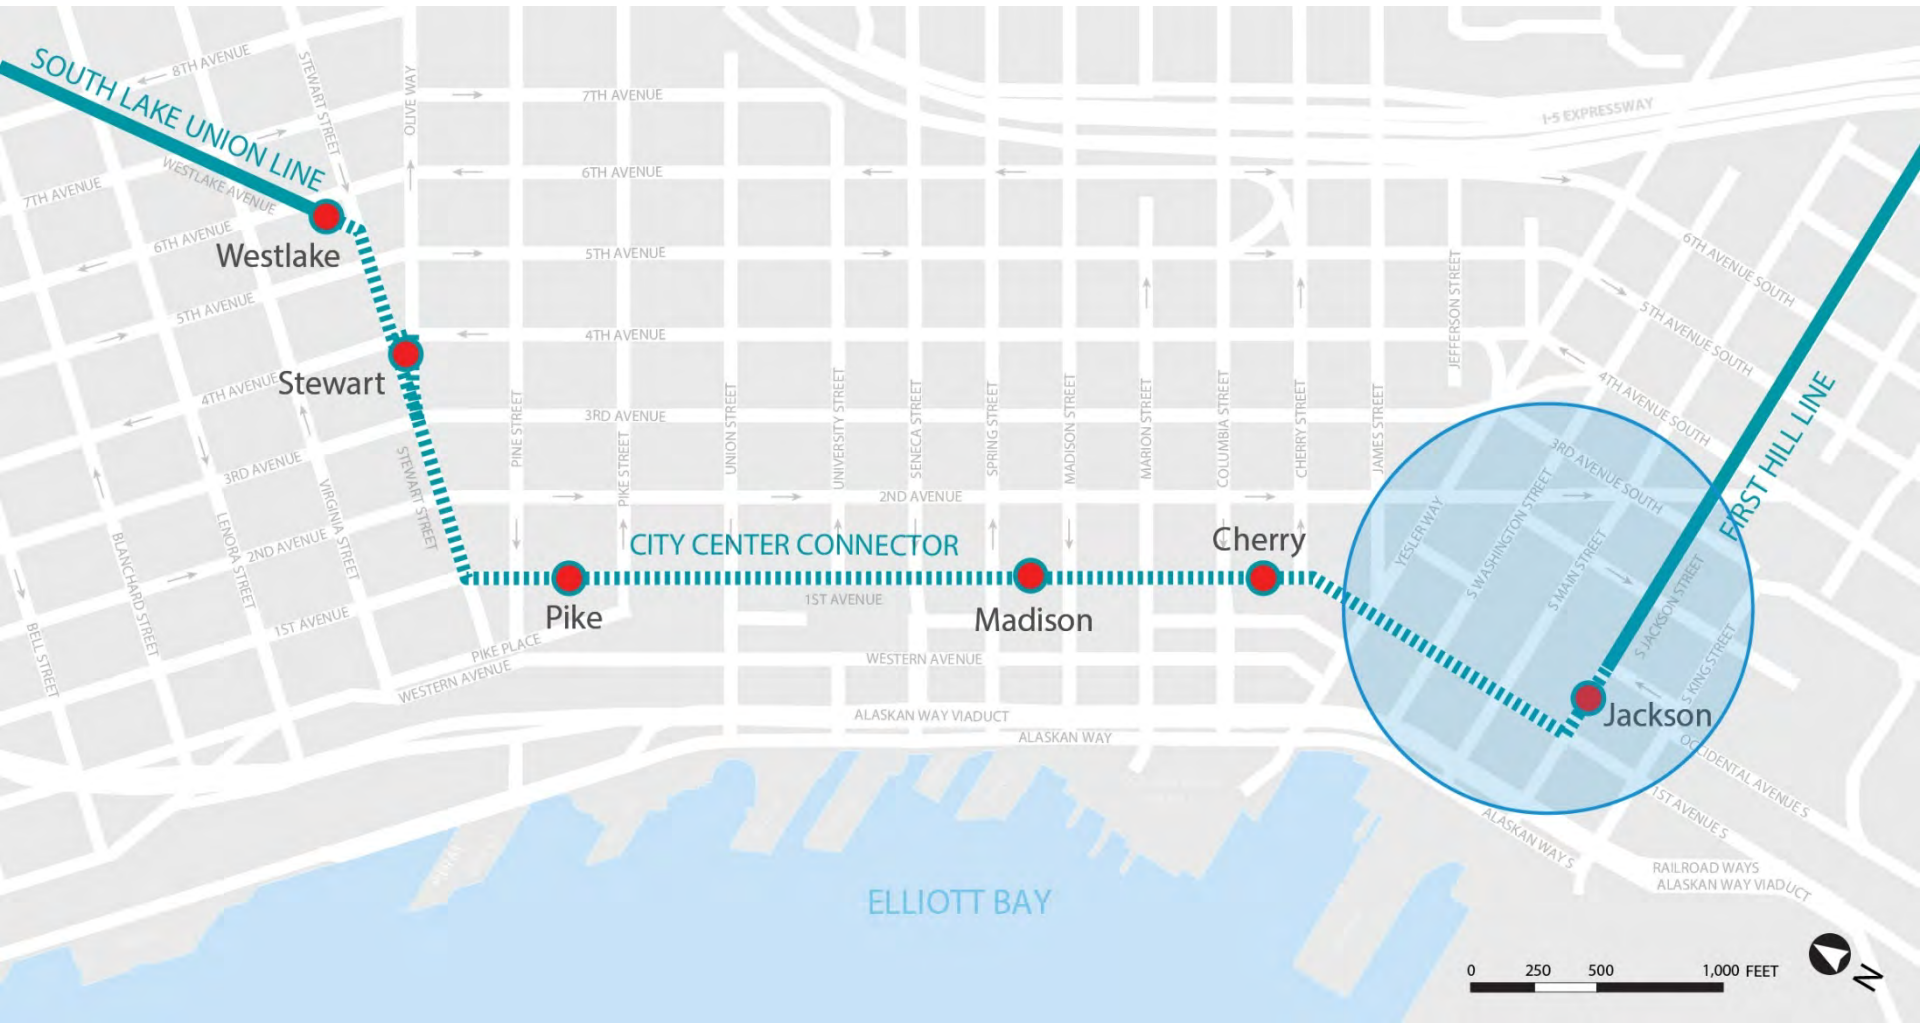 SOUTH LAKE UNION LINE
8TH AVENUE
STEWART STREET
OLIVE WAY
7TH AVENUE
I-5 EXPRESSWAY
WESTLAKE AVENUE
7TH AVENUE
6TH AVENUE
6TH AVENUE
Westlake
5TH AVENUE
6TH AVENUE SOUTH
5TH AVENUE
4TH AVENUE
JEFFERSON STREET
5TH AVENUE SOUTH
Stewart
4TH AVENUE
3RD AVENUE
4TH AVENUE SOUTH
FIRST HILL LINE
PINE STREET
PIKE STREET
UNION STREET
UNIVERSITY STREET
SENECA STREET
SPRING STREET
MADISON STREET
MARION STREET
COLUMBIA STREET
CHERRY STREET
JAMES STREET
3RD AVENUE
STEWART STREET
3RD AVENUE SOUTH
2ND AVENUE
VIRGINIA STREET
LENORA STREET
BLANCHARD STREET
BELL STREET
2ND AVENUE
YESLER WAY
S WASHINGTON STREET
S MAIN STREET
S JACKSON STREET
S KING STREET
CITY CENTER CONNECTOR
Cherry
1ST AVENUE
1ST AVENUE
Pike
Madison
PIKE PLACE
WESTERN AVENUE
WESTERN AVENUE
Jackson
ALASKAN WAY VIADUCT
ALASKAN WAY
OCCIDENTAL AVENUE S
1ST AVENUE S
ALASKAN WAY S
RAILROAD WAYS
ALASKAN WAY VIADUCT
ELLIOTT BAY
0 250 500 1,000 FEET
N